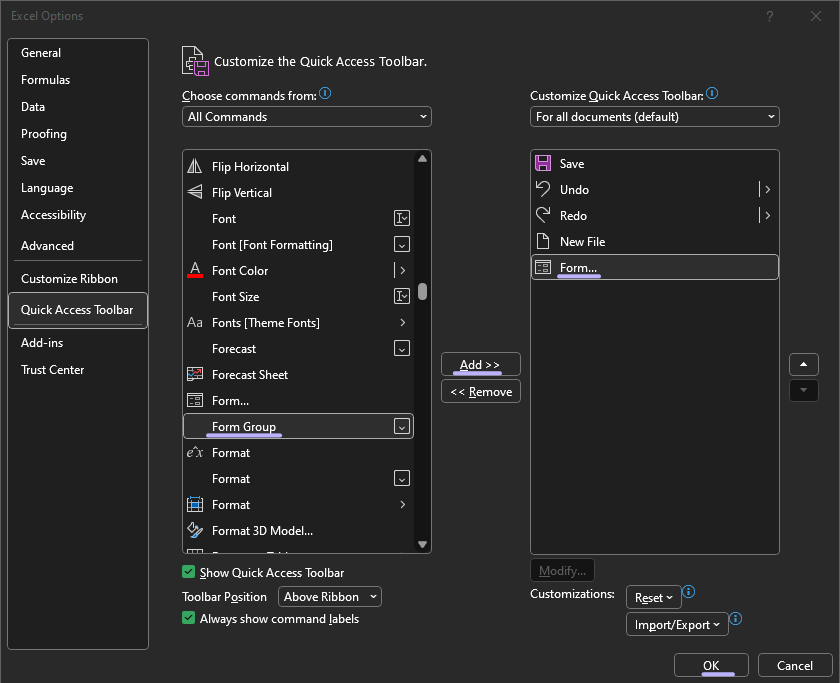 Excel Options
?
General
Formulas
Data
Proofing
Save
Language
Accessibility
Advanced
Customize Ribbon
Quick Access Toolbar
Add-ins
Trust Center
Customize the Quick Access Toolbar.
Choose commands from:
All Commands
Flip Horizontal
Flip Vertical
Font
Font [Font Formatting]
Font Color
Font Size
Aa Fonts [Theme Fonts]
Forecast
Forecast Sheet
Form...
Form Group
Format
Format
Format
Format 3D Model...
Show Quick Access Toolbar
Toolbar Position Above Ribbon
Always show command labels
Add >>
<< Remove
Customize Quick Access Toolbar:
For all documents (default)
Save
Undo
Redo
New File
Form...
Modify...
Customizations: Reset
Import/Export
OK Cancel